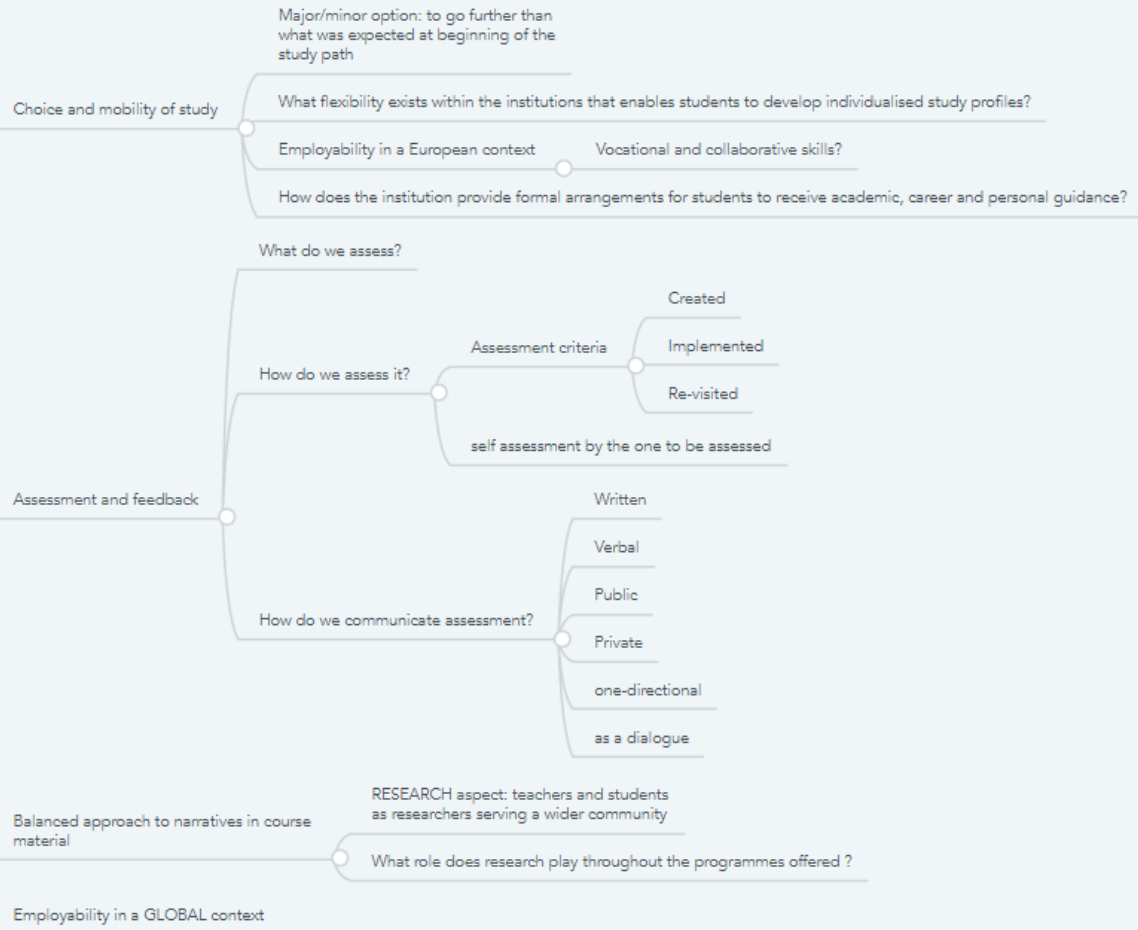 Major/minor option: to go further than
what was expected at beginning of the
study path
Choice and mobility of study
What flexibility exists within the institutions that enables students to develop individualised study profiles?
Employability in a European context
Vocational and collaborative skills?
How does the institution provide formal arrangements for students to receive academic, career and personal guidance?
What do we assess?
Created
Assessment criteria
Implemented
How do we assess it?
Re-visited
self assessment by the one to be assessed
Assessment and feedback
Written
Verbal
Public
How do we communicate assessment?
Private
one-directional
as a dialogue
RESEARCH aspect: teachers and students
as researchers serving a wider community
Balanced approach to narratives in course
material
What role does research play throughout the programmes offered ?
Employability in a GLOBAL context